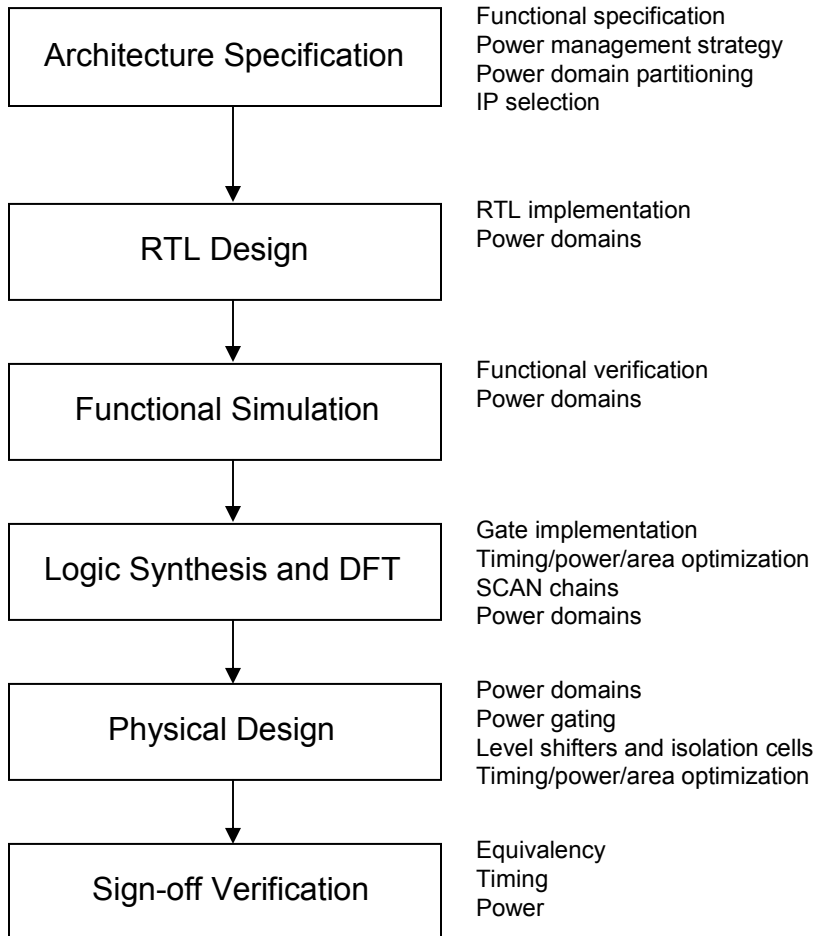 Architecture Specification
Functional specification
Power management strategy
Power domain partitioning
IP selection
RTL Design
RTL implementation
Power domains
Functional Simulation
Functional verification
Power domains
Logic Synthesis and DFT
Gate implementation
Timing/power/area optimization
SCAN chains
Power domains
Physical Design
Power domains
Power gating
Level shifters and isolation cells
Timing/power/area optimization
Sign-off Verification
Equivalency
Timing
Power